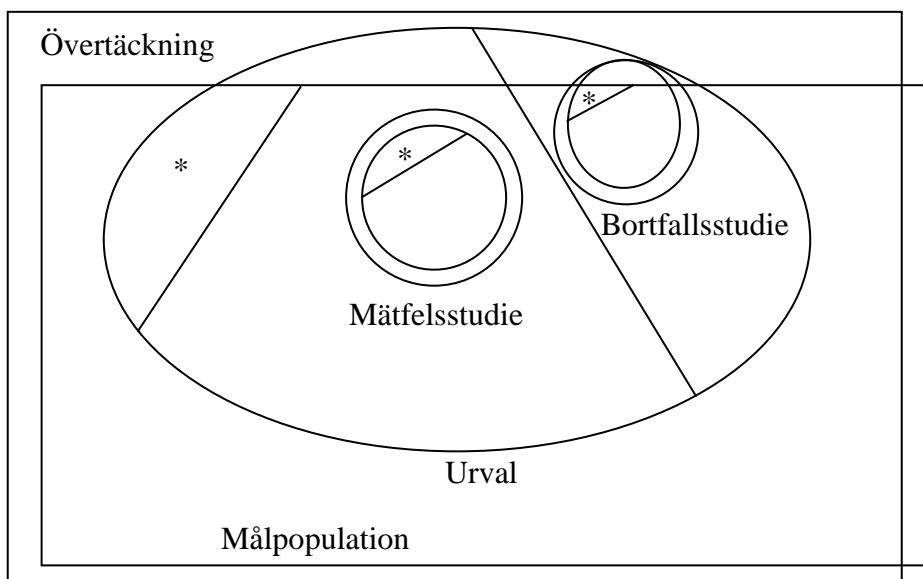 Övertäckning
*
*
*
Bortfallsstudie
Mätfelsstudie
Urval
Målpopulation